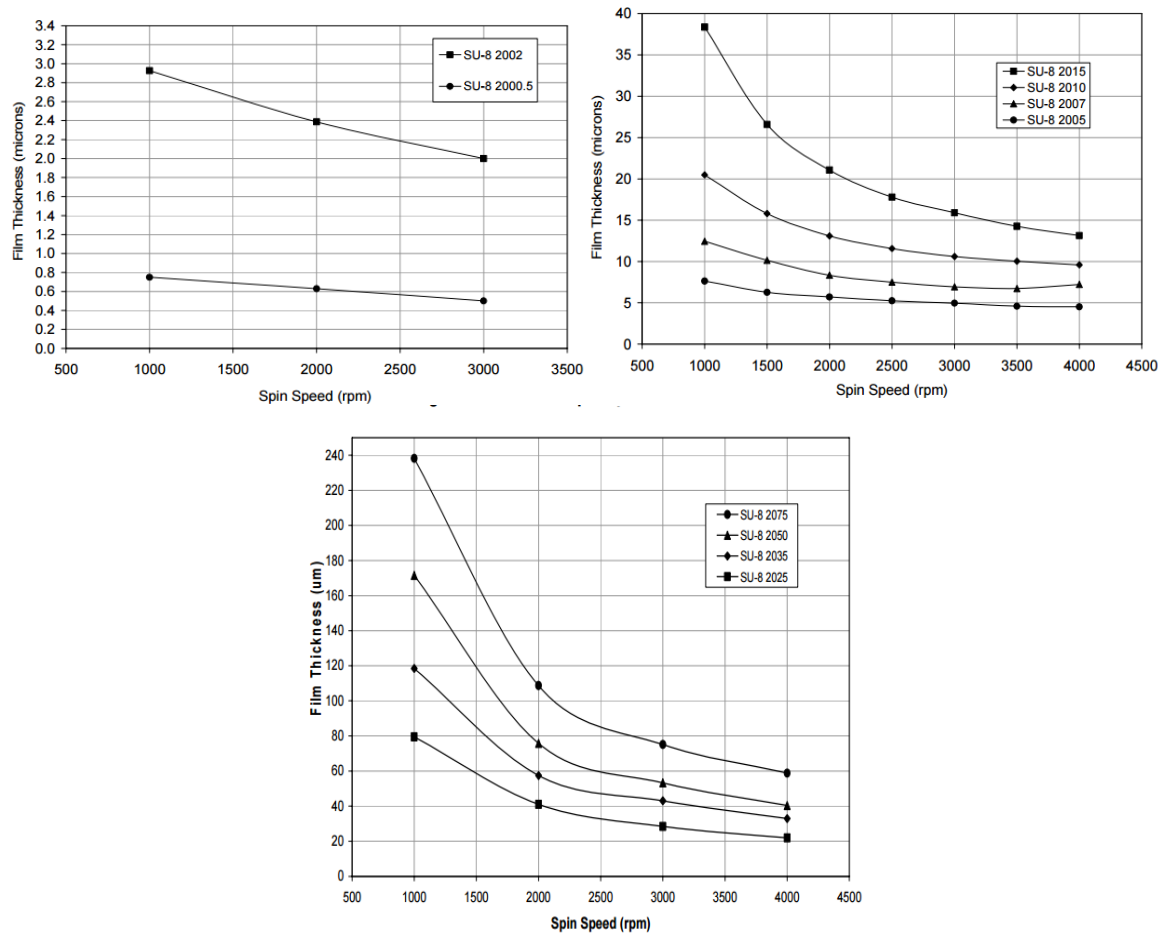 3.4
3.2
3.0
2.8
2.6
2.4
2.2
2.0
1.8
1.6
1.4
1.2
1.0
0.8
0.6
0.4
0.2
0.0
Film Thickness (microns)
SU-8 2002
SU-8 2000.5
500 1000 1500 2000 2500 3000 3500
Spin Speed (rpm)
40
35
30
25
20
15
10
5
0
Film Thickness (microns)
SU-8 2015
SU-8 2010
SU-8 2007
SU-8 2005
500 1000 1500 2000 2500 3000 3500 4000 4500
Spin Speed (rpm)
240
220
200
180
160
140
120
100
80
60
40
20
0
Film Thickness (um)
SU-8 2075
SU-8 2050
SU-8 2035
SU-8 2025
500 1000 1500 2000 2500 3000 3500 4000 4500
Spin Speed (rpm)